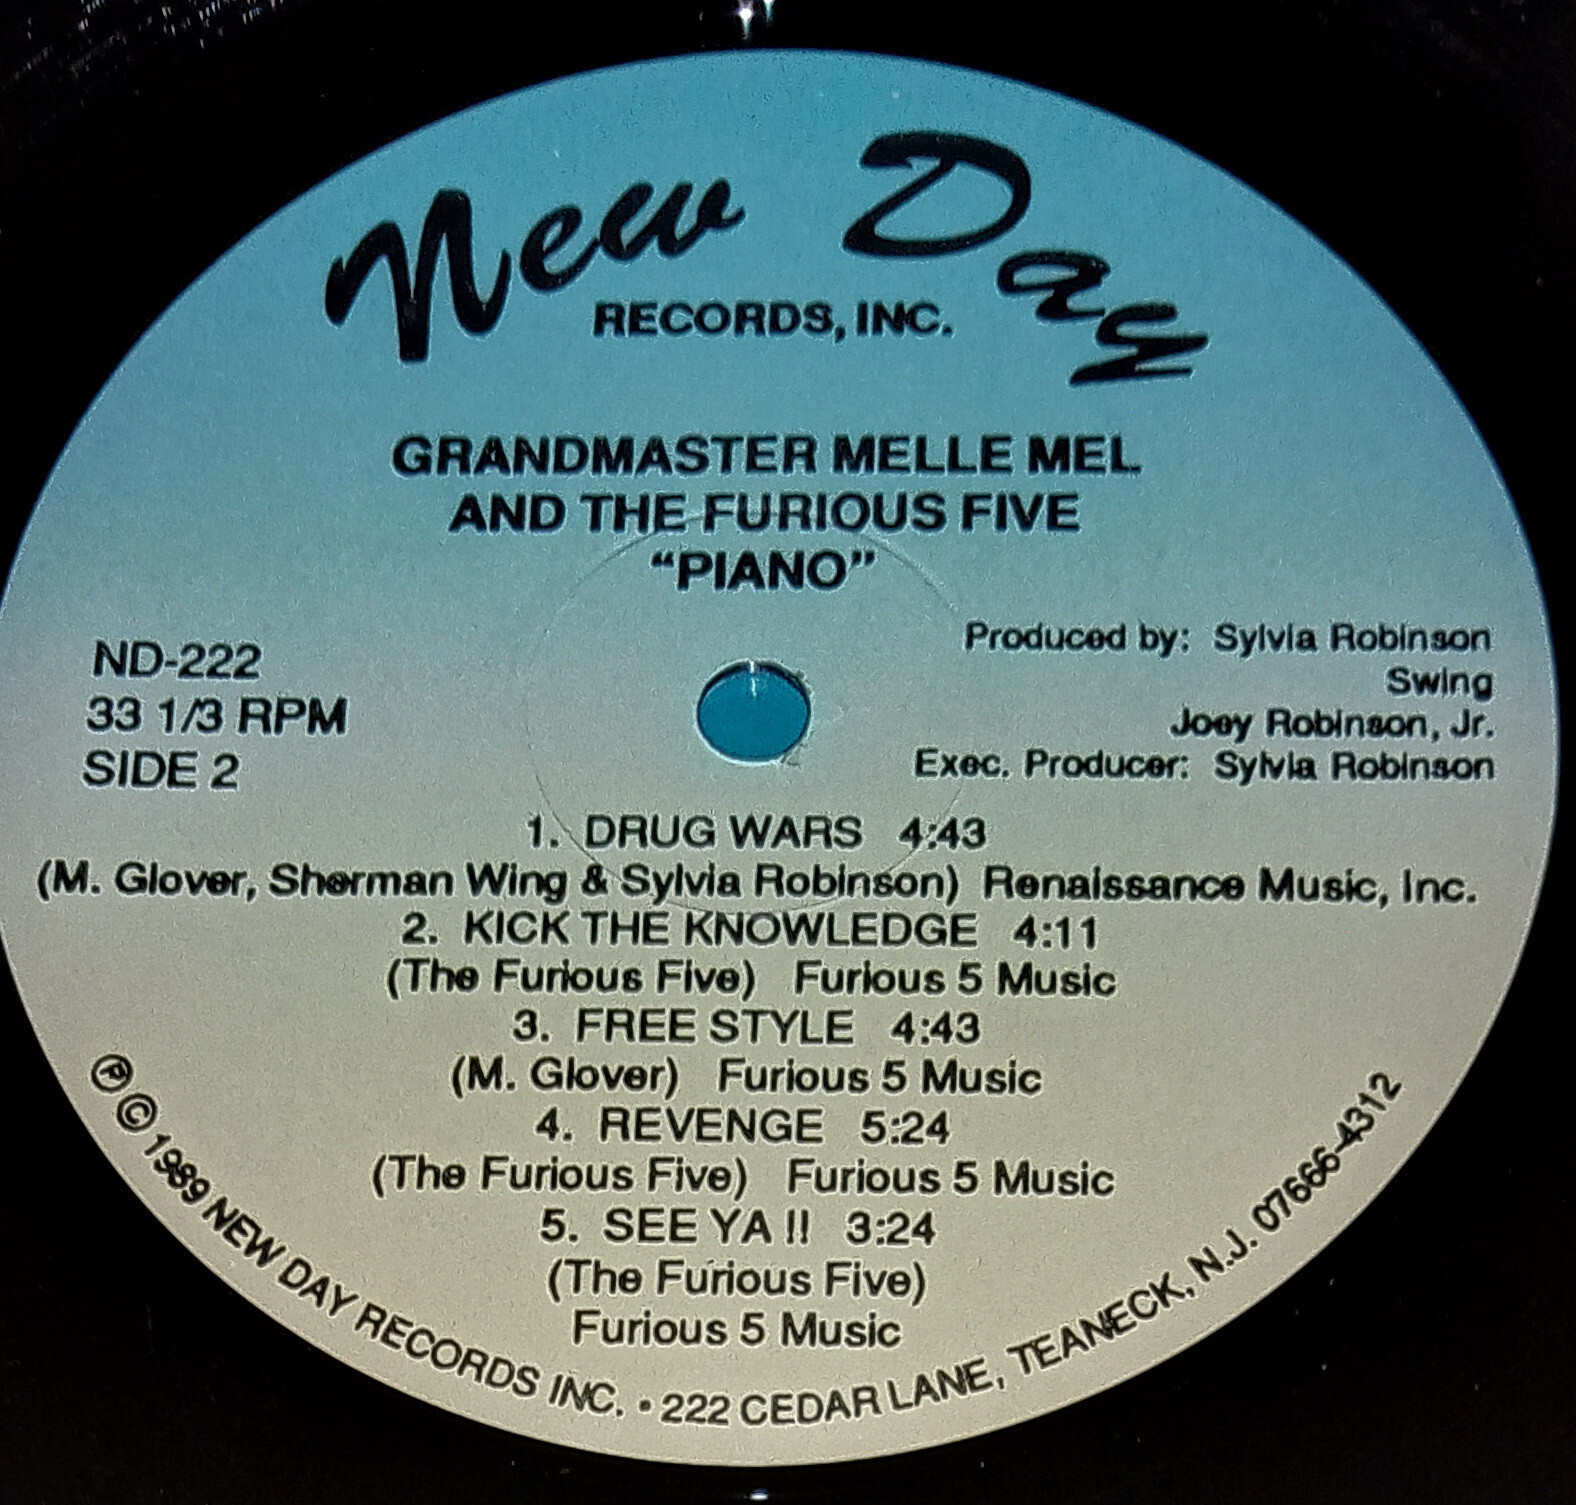 New Day
RECORDS, INC.
GRANDMASTER MELLE MEL
AND THE FURIOUS FIVE
"PIANO"
ND-222
33 1/3 RPM
SIDE 2
Produced by: Sylvia Robinson
Swing
Joey Robinson, Jr.
Exec. Producer: Sylvia Robinson
1. DRUG WARS 4:43
(M. Glover, Sherman Wing & Sylvia Robinson) Renaissance Music, Inc.
2. KICK THE KNOWLEDGE 4:11
(The Furious Five) Furious 5 Music
3. FREE STYLE 4:43
(M. Glover) Furious 5 Music
4. REVENGE 5:24
(The Furious Five) Furious 5 Music
5. SEE YA !! 3:24
(The Furious Five)
Furious 5 Music
℗ © 1989 NEW DAY RECORDS INC. • 222 CEDAR LANE, TEANECK, N.J. 07666-4312